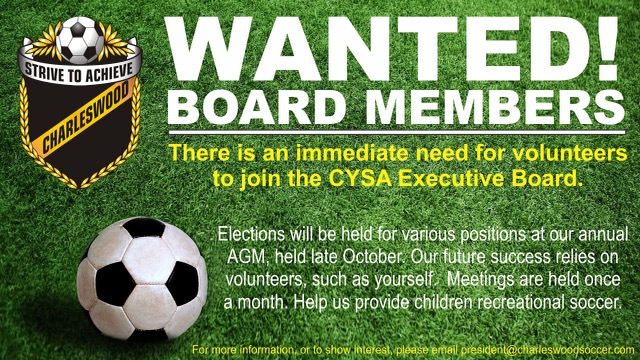 STRIVE TO ACHIEVE
CHARLESWOOD
WANTED!
BOARD MEMBERS
There is an immediate need for volunteers
to join the CYSA Executive Board.
Elections will be held for various positions at our annual
AGM, held late October. Our future success relies on
volunteers, such as yourself.  Meetings are held once
a month. Help us provide children recreational soccer.
For more information, or to show interest, please email president@charleswoodsoccer.com